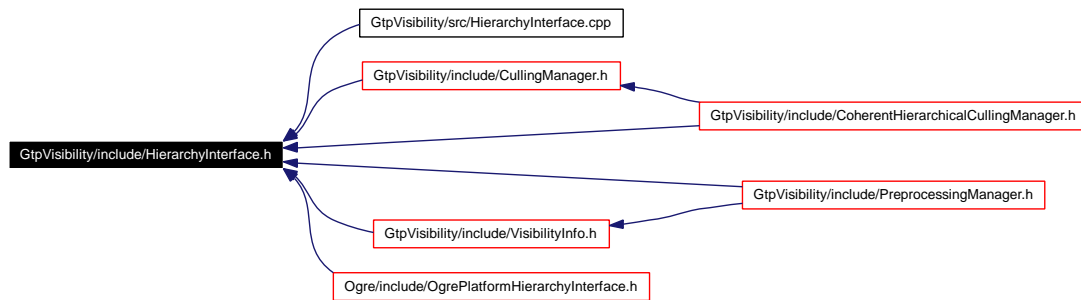 GtpVisibility/src/HierarchyInterface.cpp
GtpVisibility/include/CullingManager.h
GtpVisibility/include/CoherentHierarchicalCullingManager.h
GtpVisibility/include/HierarchyInterface.h
GtpVisibility/include/PreprocessingManager.h
GtpVisibility/include/VisibilityInfo.h
Ogre/include/OgrePlatformHierarchyInterface.h